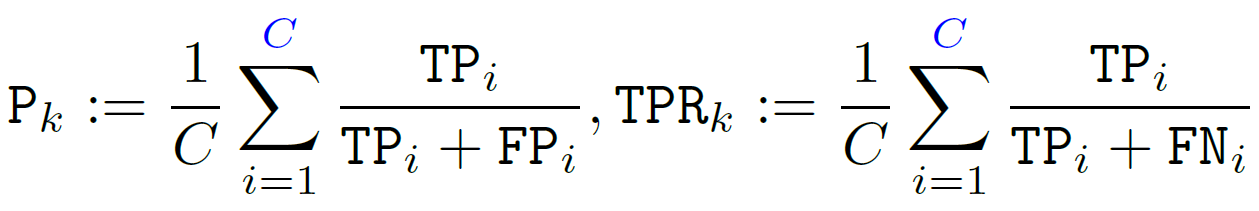 P_k := \frac{1}{C} \sum_{i=1}^{C} \frac{TP_i}{TP_i + FP_i}, TPR_k := \frac{1}{C} \sum_{i=1}^{C} \frac{TP_i}{TP_i + FN_i}